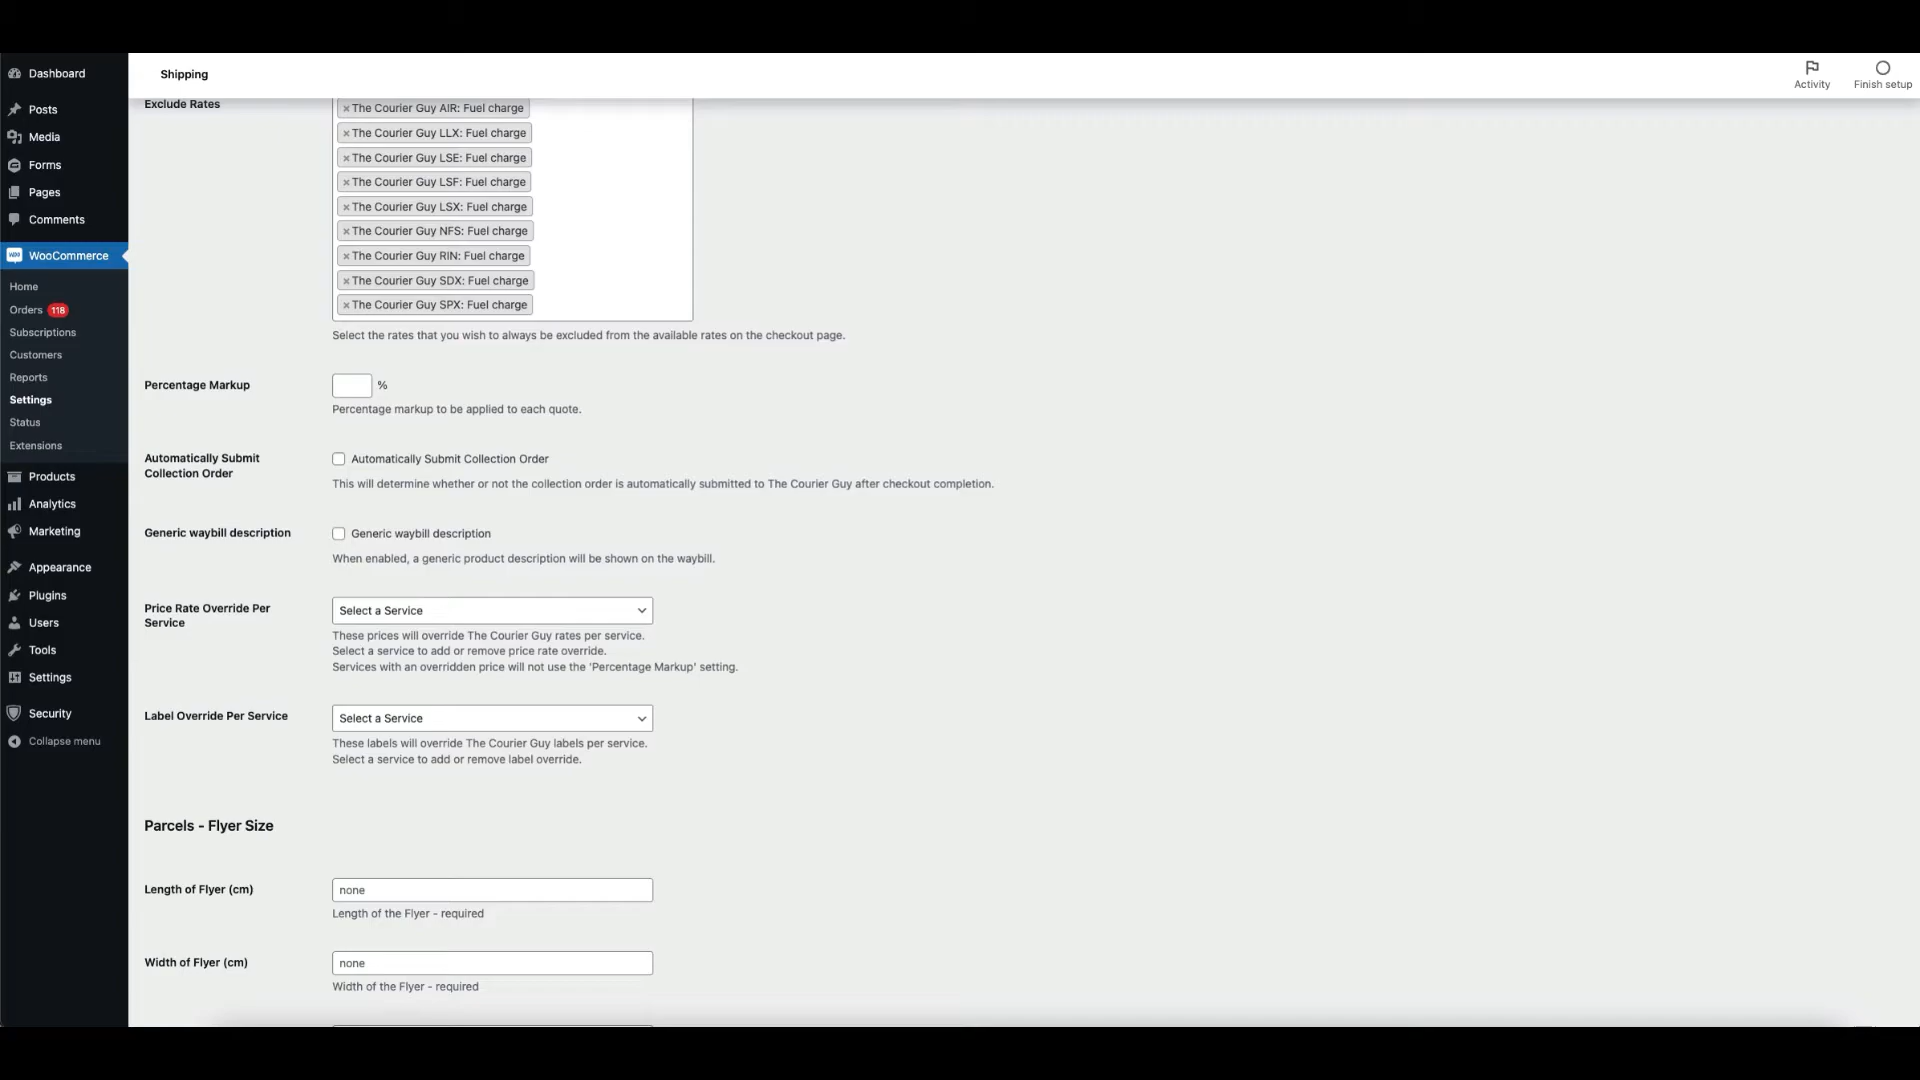 Dashboard
Posts
Media
Forms
Pages
Comments
WooCommerce
Home
Orders 118
Subscriptions
Customers
Reports
Settings
Status
Extensions
Products
Analytics
Marketing
Appearance
Plugins
Users
Tools
Settings
Security
Collapse menu
Shipping
Activity
Finish setup
Exclude Rates
×The Courier Guy AIR: Fuel charge
×The Courier Guy LLX: Fuel charge
×The Courier Guy LSE: Fuel charge
×The Courier Guy LSF: Fuel charge
×The Courier Guy LSX: Fuel charge
×The Courier Guy NFS: Fuel charge
×The Courier Guy RIN: Fuel charge
×The Courier Guy SDX: Fuel charge
×The Courier Guy SPX: Fuel charge
Select the rates that you wish to always be excluded from the available rates on the checkout page.
Percentage Markup
%
Percentage markup to be applied to each quote.
Automatically Submit
Collection Order
Automatically Submit Collection Order
This will determine whether or not the collection order is automatically submitted to The Courier Guy after checkout completion.
Generic waybill description
Generic waybill description
When enabled, a generic product description will be shown on the waybill.
Price Rate Override Per
Service
Select a Service
These prices will override The Courier Guy rates per service.
Select a service to add or remove price rate override.
Services with an overridden price will not use the 'Percentage Markup' setting.
Label Override Per Service
Select a Service
These labels will override The Courier Guy labels per service.
Select a service to add or remove label override.
Parcels - Flyer Size
Length of Flyer (cm)
none
Length of the Flyer - required
Width of Flyer (cm)
none
Width of the Flyer - required